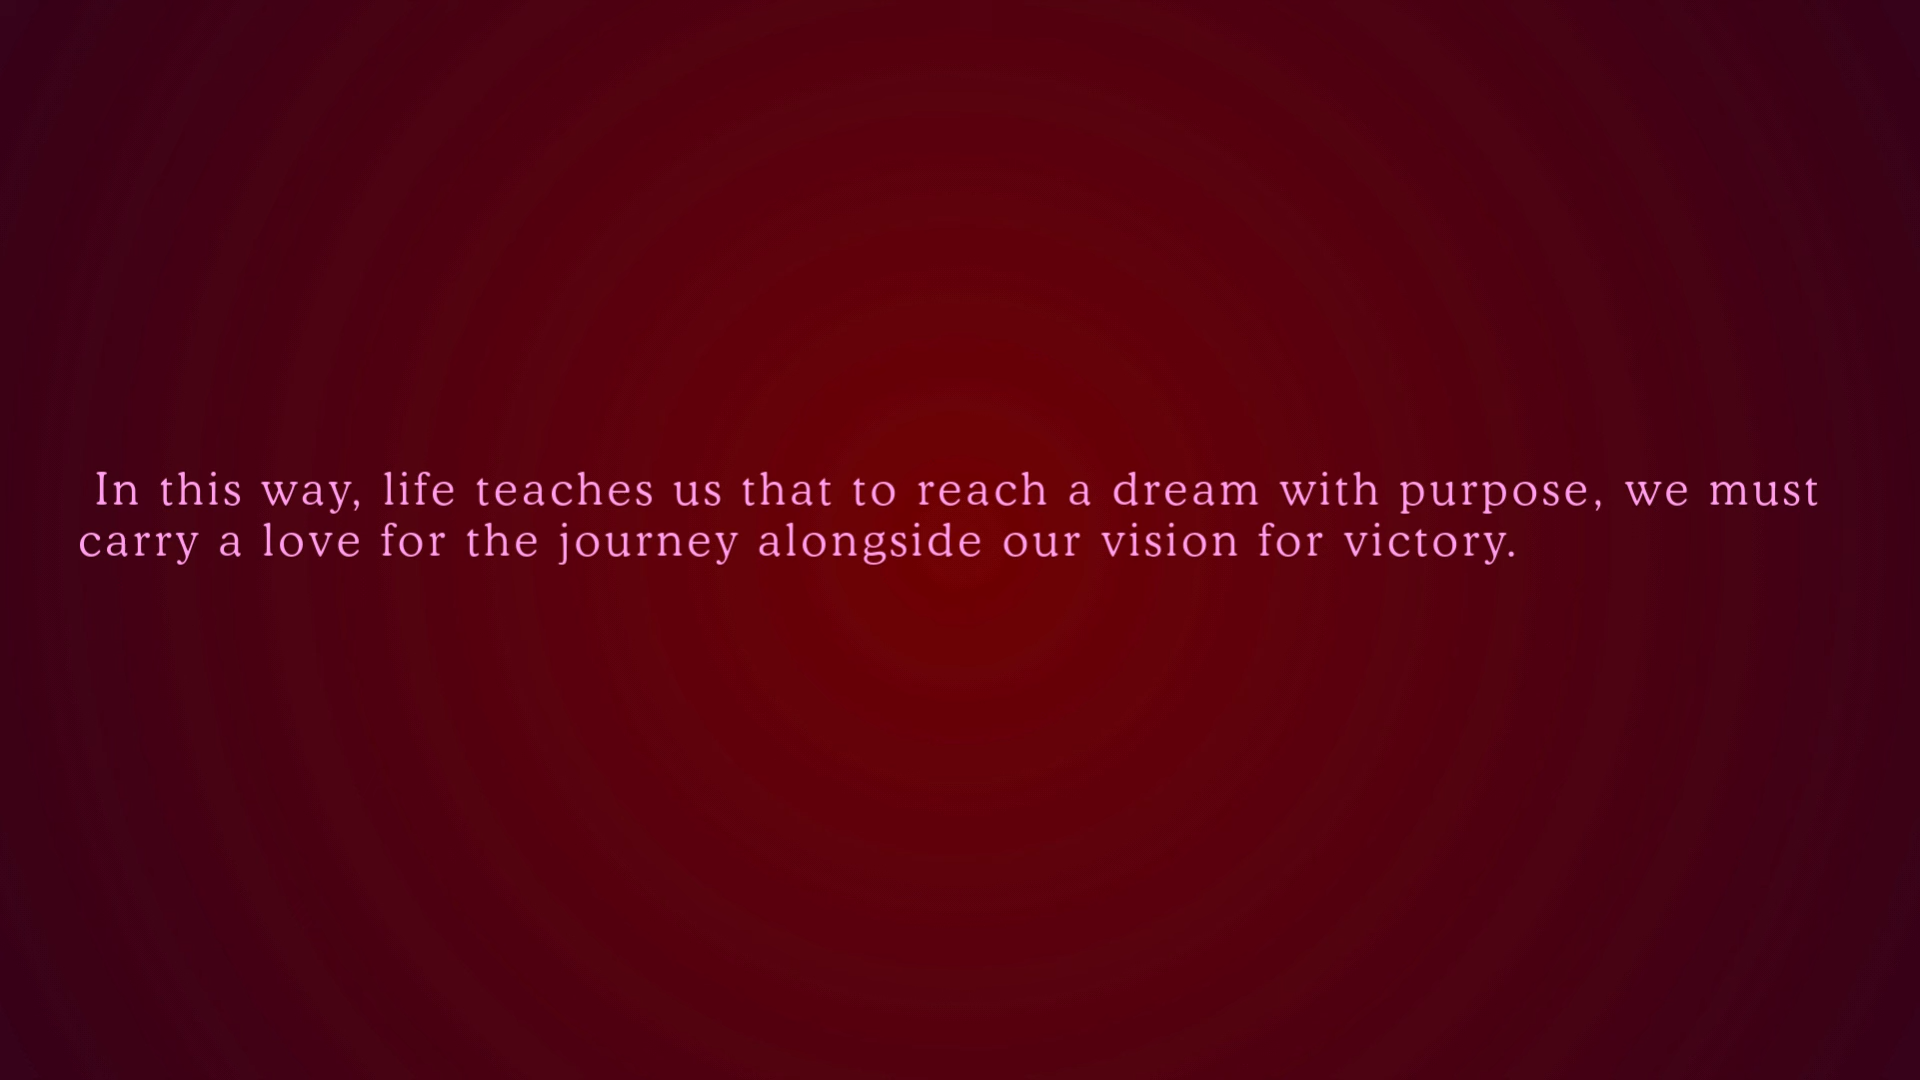 In this way, life teaches us that to reach a dream with purpose, we must
carry a love for the journey alongside our vision for victory.